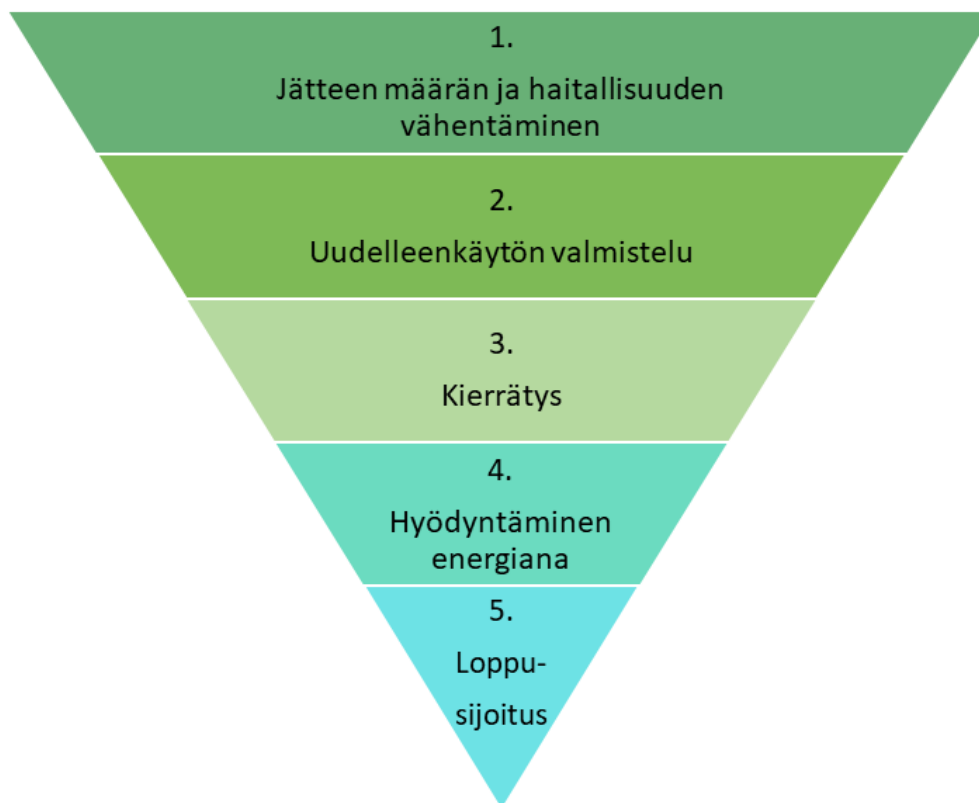 1.
Jätteen määrän ja haitallisuuden
vähentäminen
2.
Uudelleenkäytön valmistelu
3.
Kierrätys
4.
Hyödyntäminen
energiana
5.
Loppu-
sijoitus